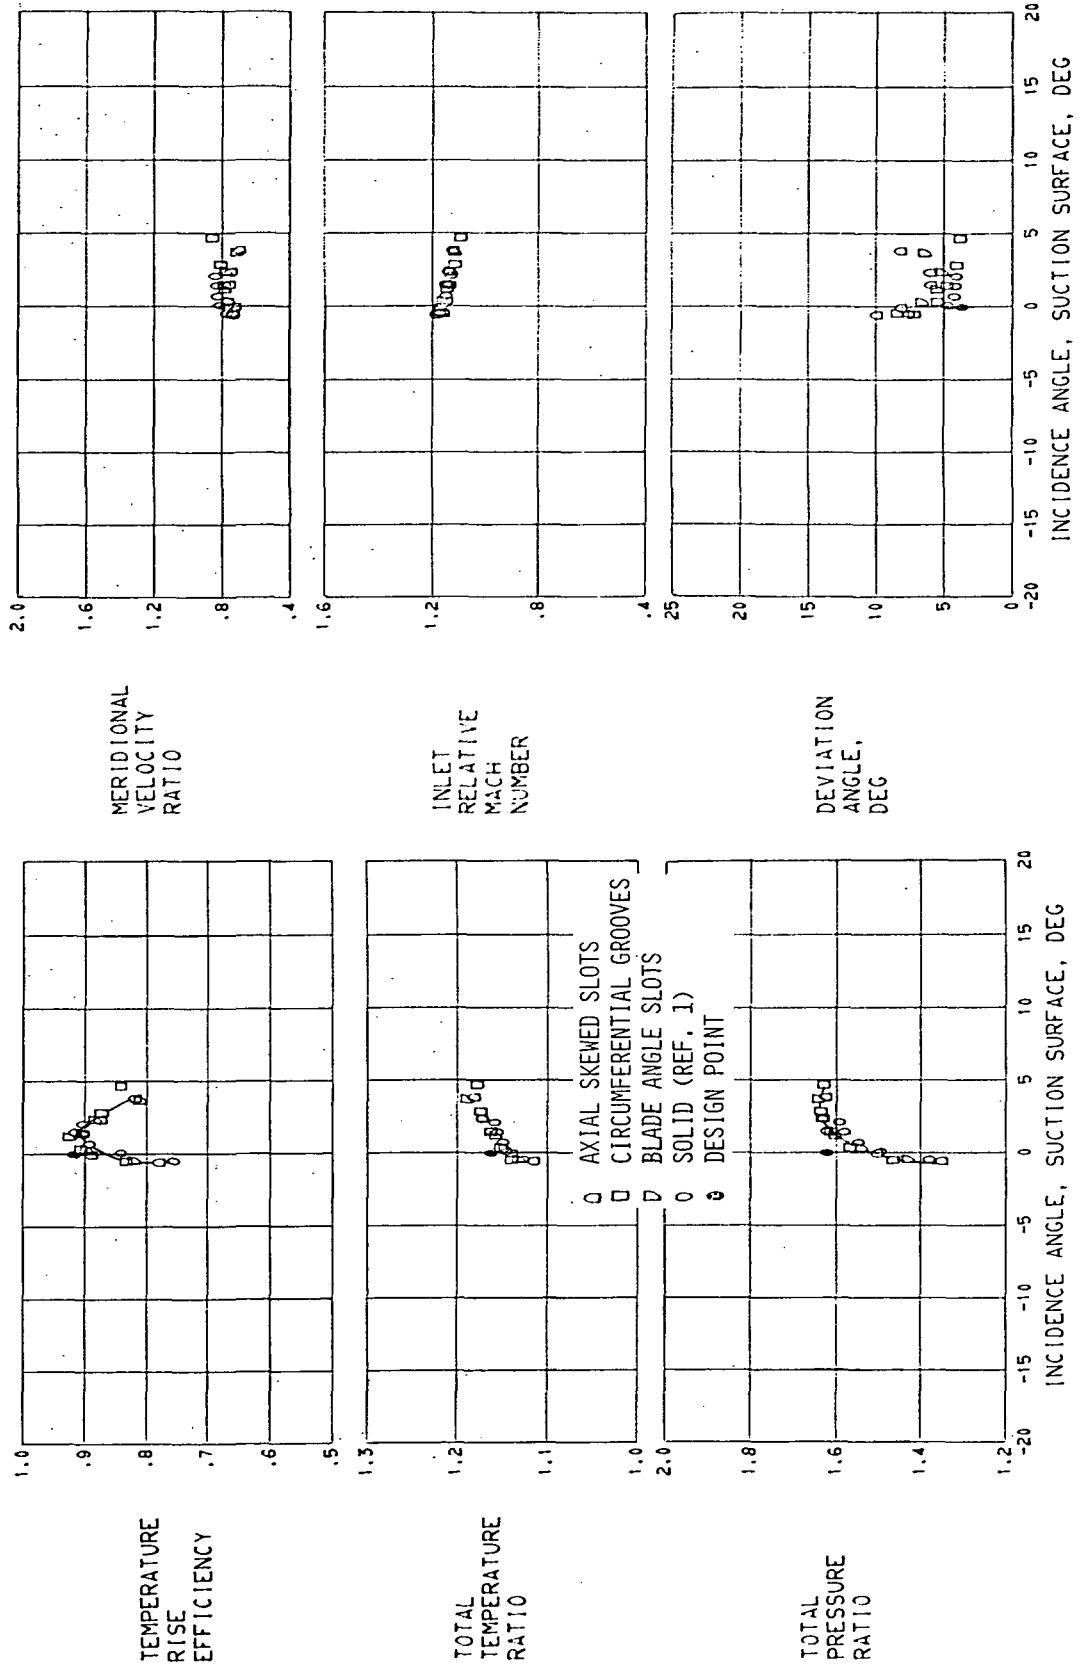 TEMPERATURE
RISE
EFFICIENCY
1.0
.9
.8
.7
.6
.5
TOTAL
TEMPERATURE
RATIO
1.3
1.2
1.1
1.0
AXIAL SKEWED SLOTS
CIRCUMFERENTIAL GROOVES
BLADE ANGLE SLOTS
SOLID (REF. 1)
DESIGN POINT
TOTAL
PRESSURE
RATIO
2.0
1.8
1.6
1.4
1.2
-20 -15 -10 -5 0 5 10 15 20
INCIDENCE ANGLE, SUCTION SURFACE, DEG
MERIDIONAL
VELOCITY
RATIO
2.0
1.6
1.2
.8
.4
INLET
RELATIVE
MACH
NUMBER
1.6
1.2
.8
.4
DEVIATION
ANGLE,
DEG
25
20
15
10
5
0
-20 -15 -10 -5 0 5 10 15 20
INCIDENCE ANGLE, SUCTION SURFACE, DEG